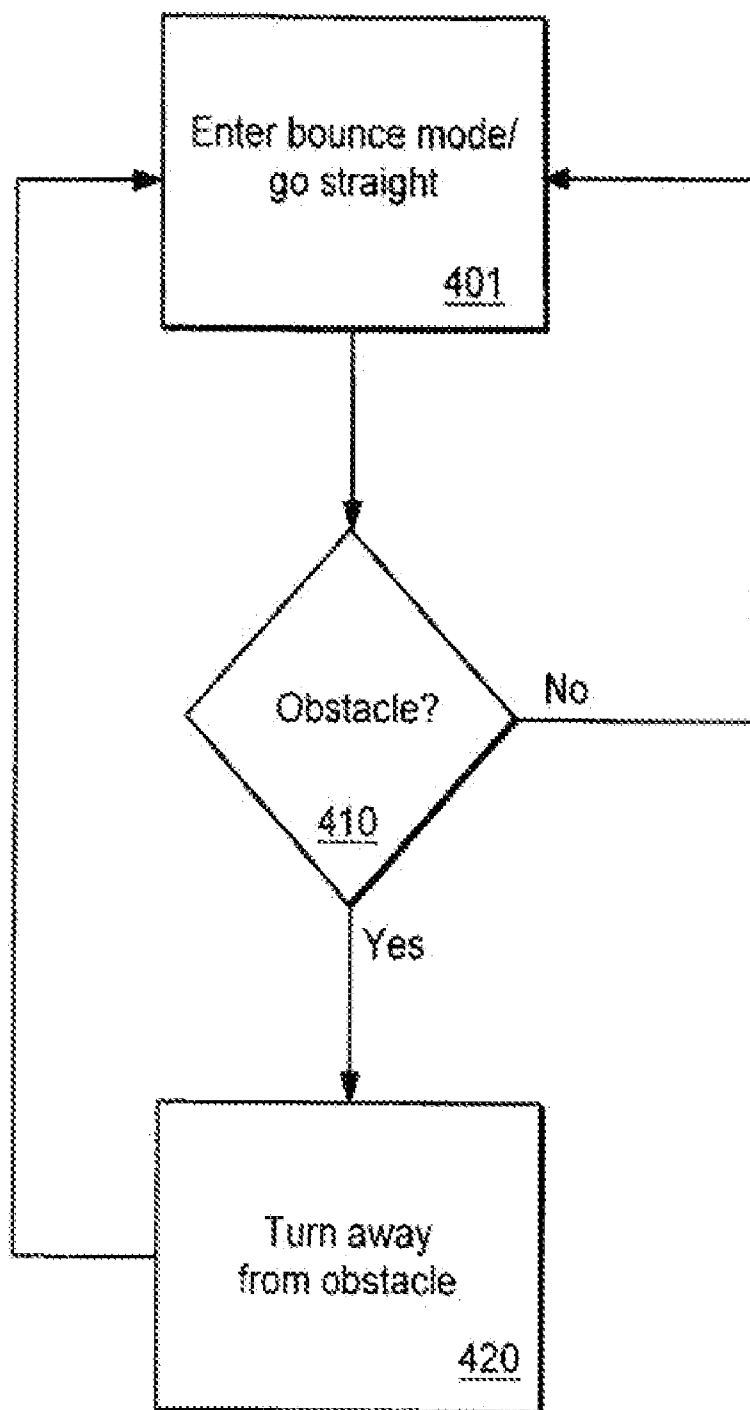 Enter bounce mode/
go straight
401
Obstacle?
No
410
Yes
Turn away
from obstacle
420